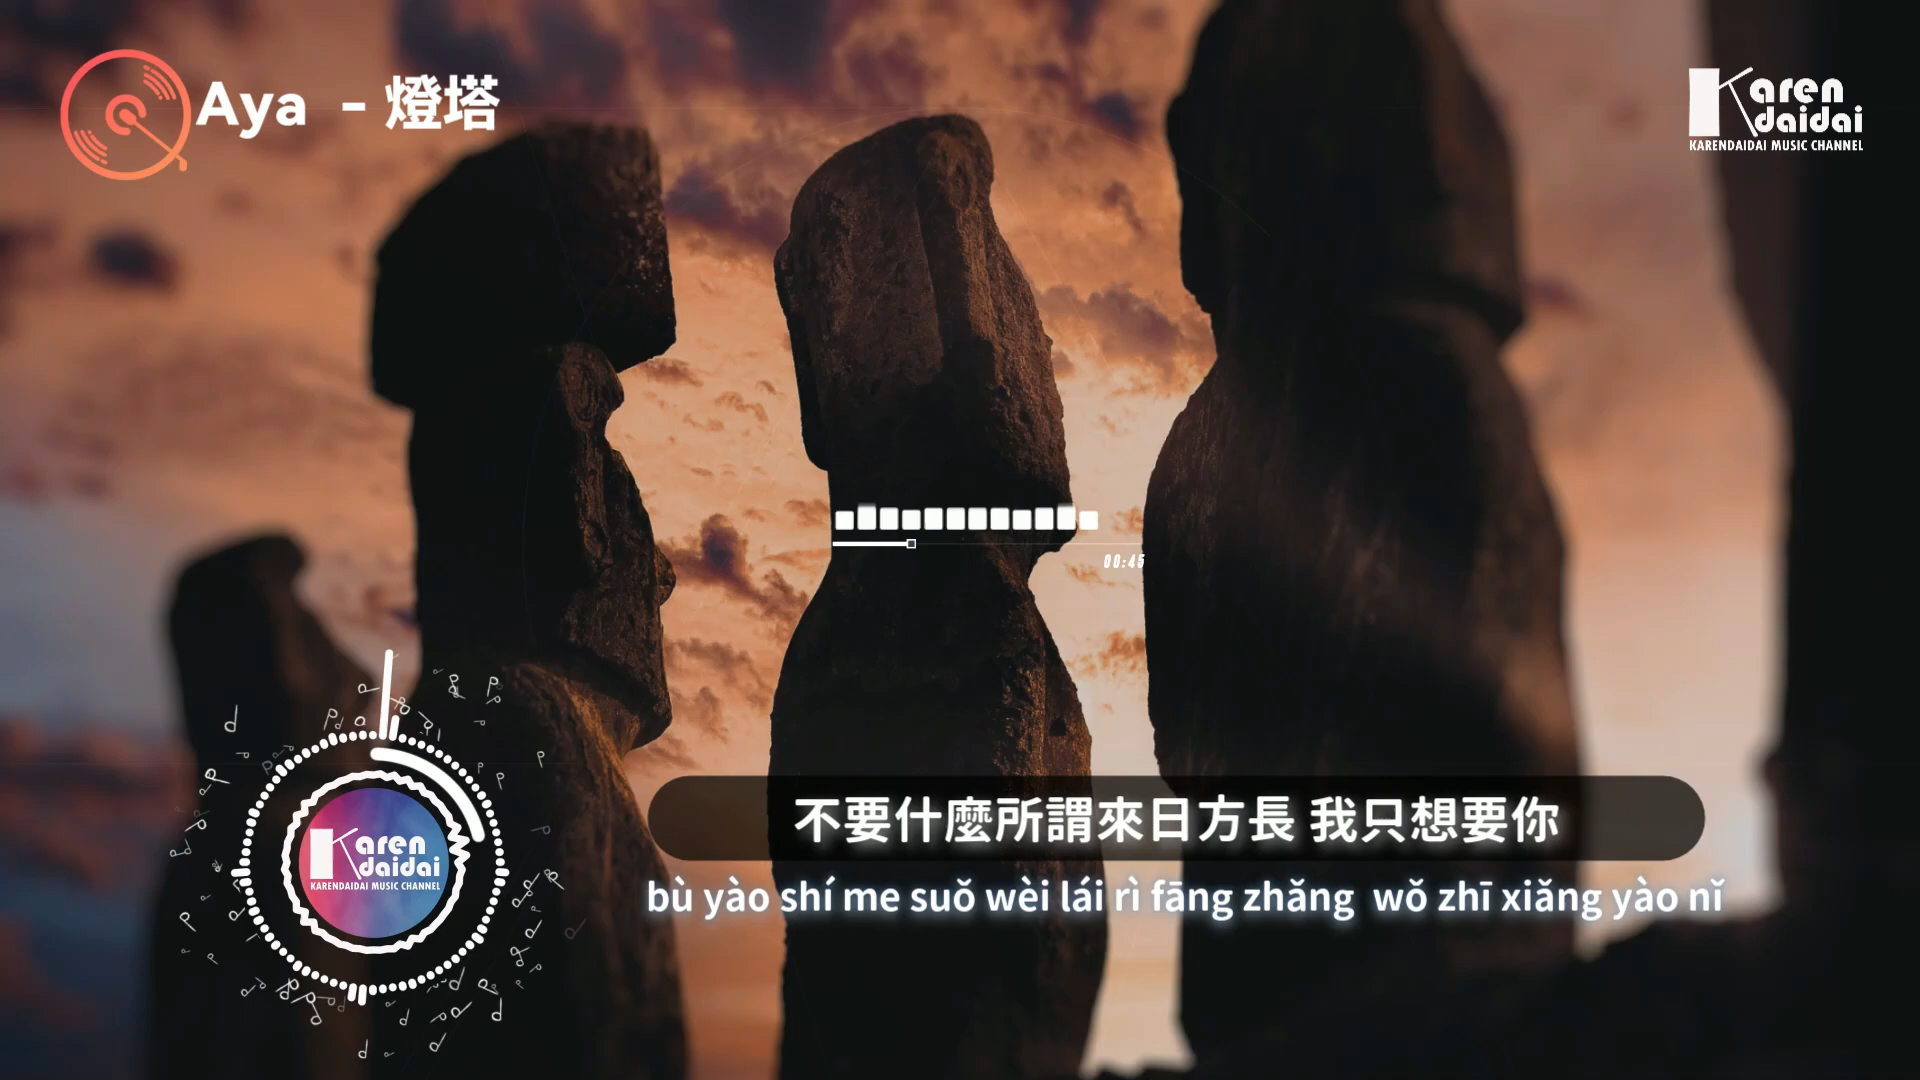 Aya - 燈塔
Karen
daidai
KARENDAIDAI MUSIC CHANNEL
00:45
不要什麼所謂來日方長 我只想要你
bù yào shí me suǒ wèi lái rì fāng zhǎng wǒ zhī xiǎng yào nǐ
Karen
daidai
KARENDAIDAI MUSIC CHANNEL